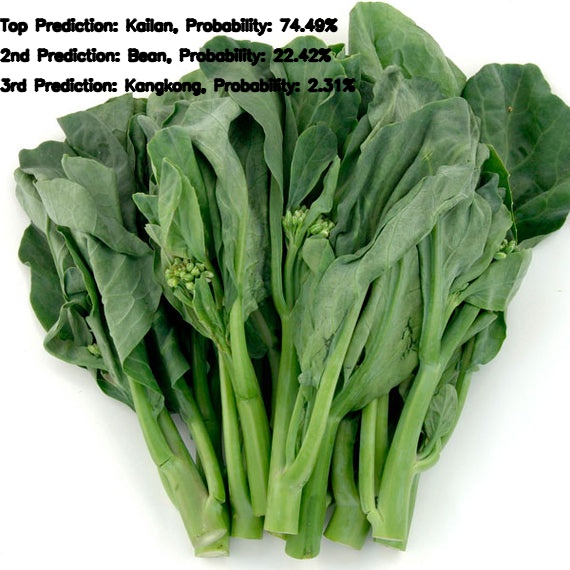 Top Prediction: Kailan, Probability: 74.49%
2nd Prediction: Bean, Probability: 22.42%
3rd Prediction: Kangkong, Probability: 2.31%